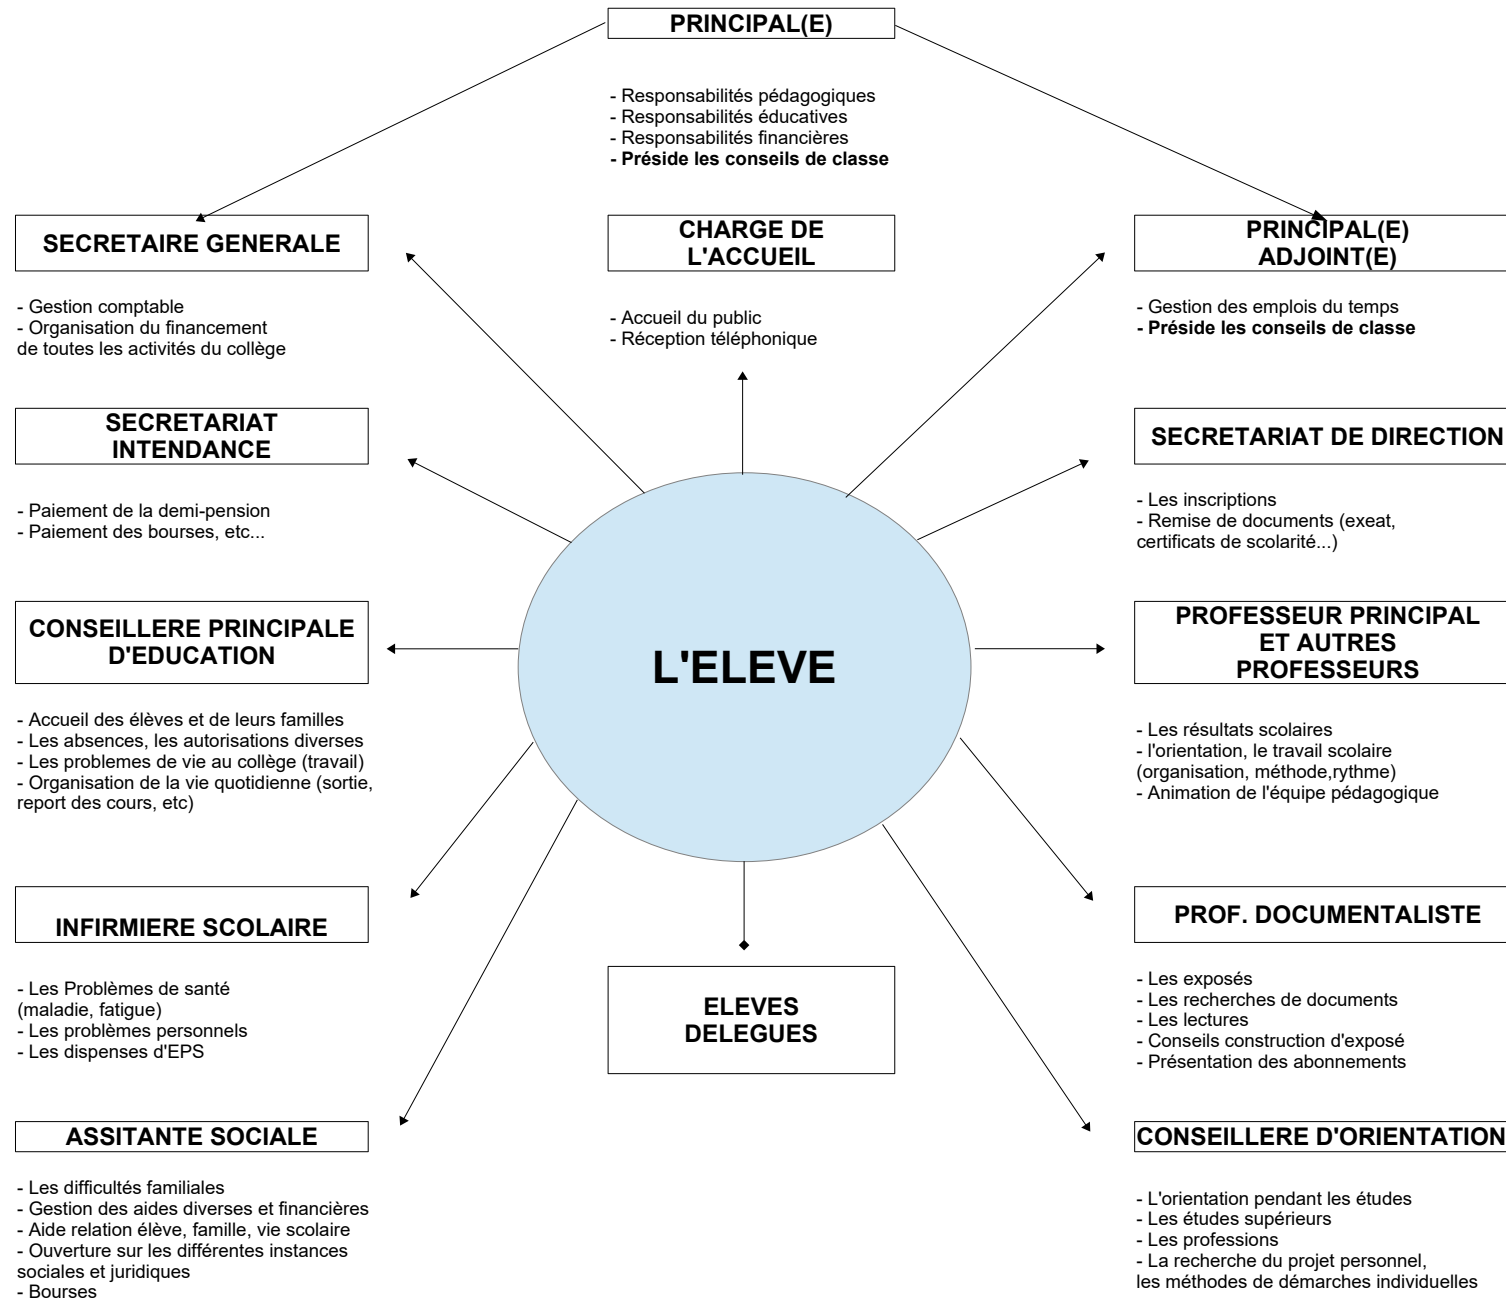 PRINCIPAL(E)
- Responsabilités pédagogiques
- Responsabilités éducatives
- Responsabilités financières
- Préside les conseils de classe
SECRETAIRE GENERALE
- Gestion comptable
- Organisation du financement
de toutes les activités du collège
CHARGE DE
L'ACCUEIL
- Accueil du public
- Réception téléphonique
PRINCIPAL(E)
ADJOINT(E)
- Gestion des emplois du temps
- Préside les conseils de classe
SECRETARIAT
INTENDANCE
- Paiement de la demi-pension
- Paiement des bourses, etc...
SECRETARIAT DE DIRECTION
- Les inscriptions
- Remise de documents (exeat,
certificats de scolarité...)
CONSEILLERE PRINCIPALE
D'EDUCATION
- Accueil des élèves et de leurs familles
- Les absences, les autorisations diverses
- Les problemes de vie au collège (travail)
- Organisation de la vie quotidienne (sortie,
report des cours, etc)
L'ELEVE
PROFESSEUR PRINCIPAL
ET AUTRES
PROFESSEURS
- Les résultats scolaires
- l'orientation, le travail scolaire
(organisation, méthode,rythme)
- Animation de l'équipe pédagogique
INFIRMIERE SCOLAIRE
- Les Problèmes de santé
(maladie, fatigue)
- Les problèmes personnels
- Les dispenses d'EPS
ELEVES
DELEGUES
PROF. DOCUMENTALISTE
- Les exposés
- Les recherches de documents
- Les lectures
- Conseils construction d'exposé
- Présentation des abonnements
ASSITANTE SOCIALE
- Les difficultés familiales
- Gestion des aides diverses et financières
- Aide relation élève, famille, vie scolaire
- Ouverture sur les différentes instances
sociales et juridiques
- Bourses
CONSEILLERE D'ORIENTATION
- L'orientation pendant les études
- Les études supérieurs
- Les professions
- La recherche du projet personnel,
les méthodes de démarches individuelles